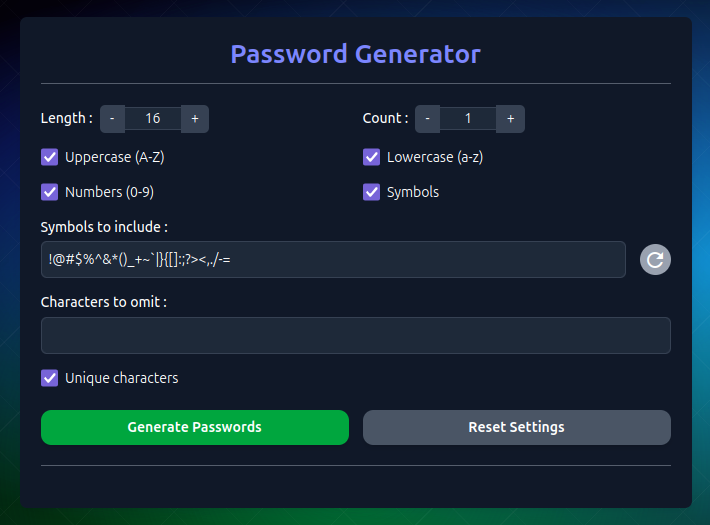 Password Generator
Length : - 16 + Count : - 1 +
Uppercase (A-Z) Lowercase (a-z)
Numbers (0-9) Symbols
Symbols to include :
!@#$%^&*()_+~`|}{[]:;?><,./-=
Characters to omit :
Unique characters
Generate Passwords Reset Settings